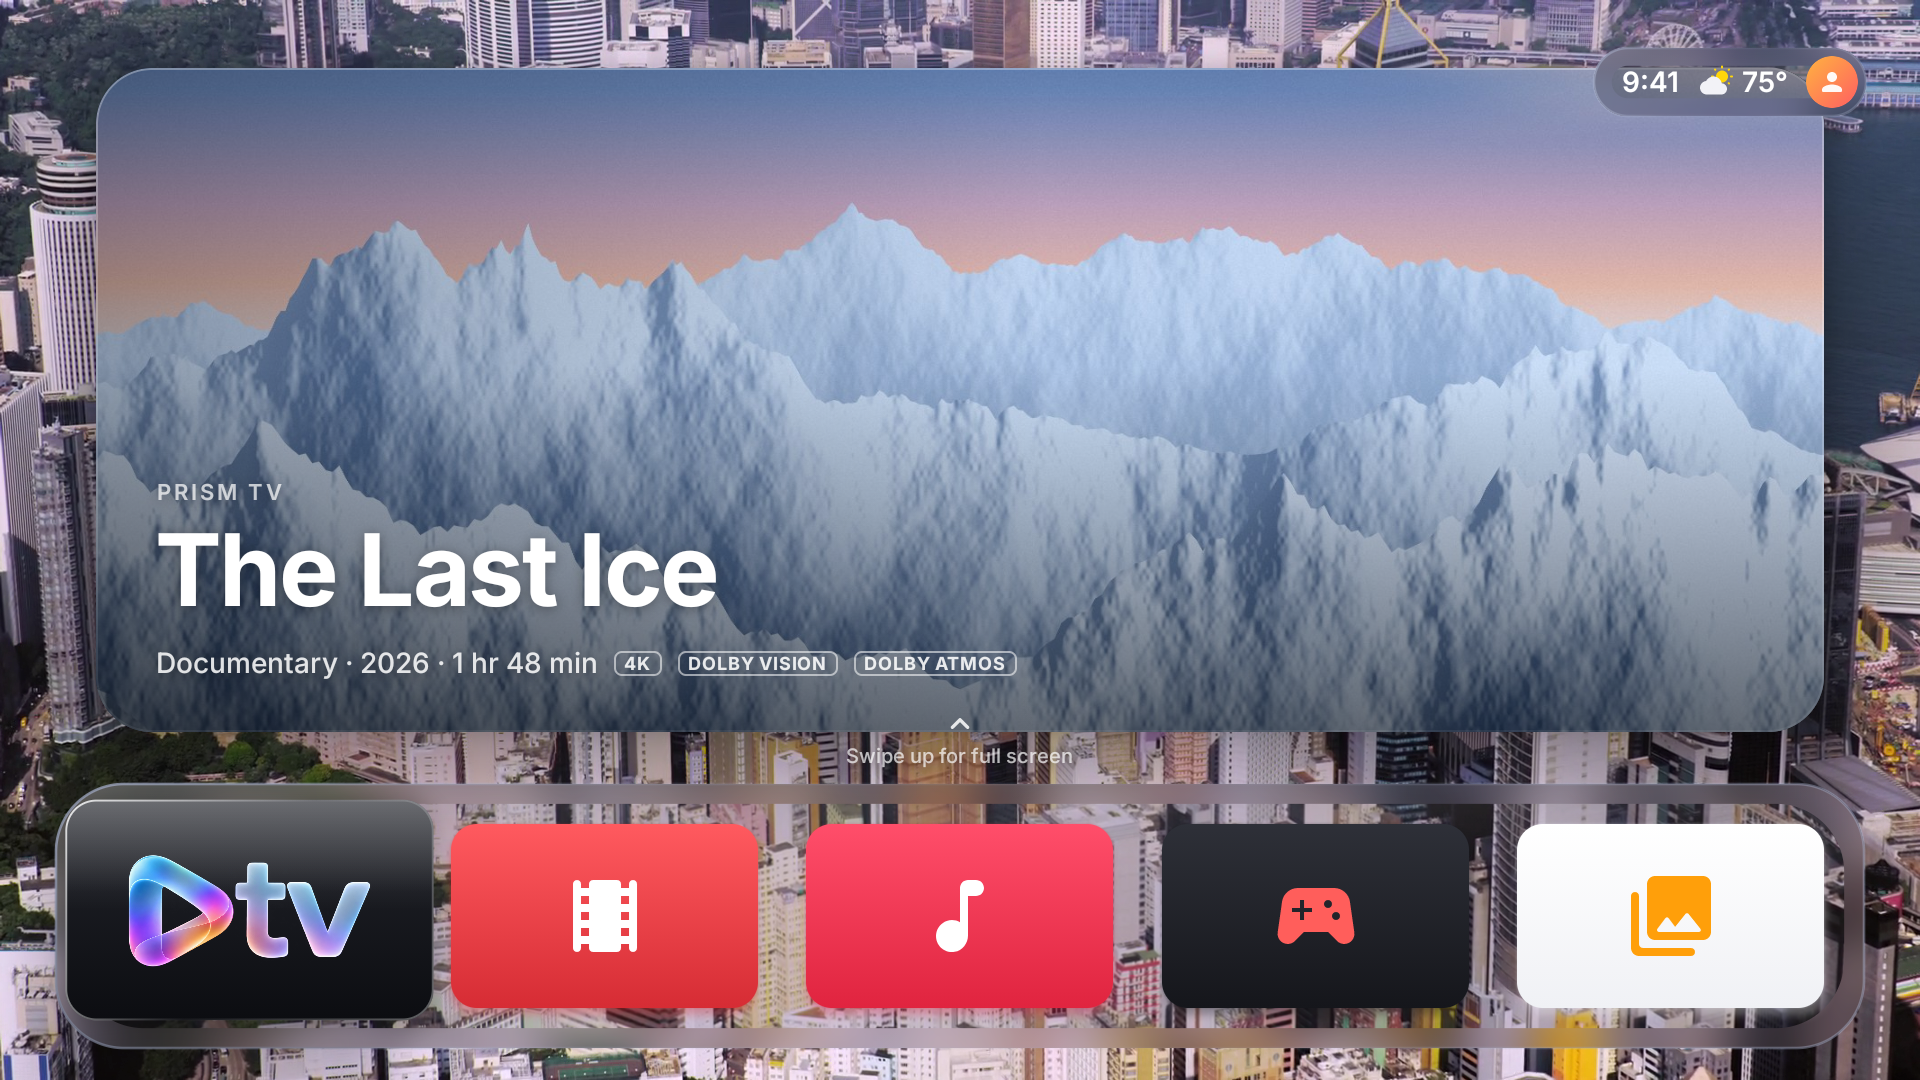 9:41 75°
PRISM TV
The Last Ice
Documentary · 2026 · 1 hr 48 min 4K DOLBY VISION DOLBY ATMOS
Swipe up for full screen
tv